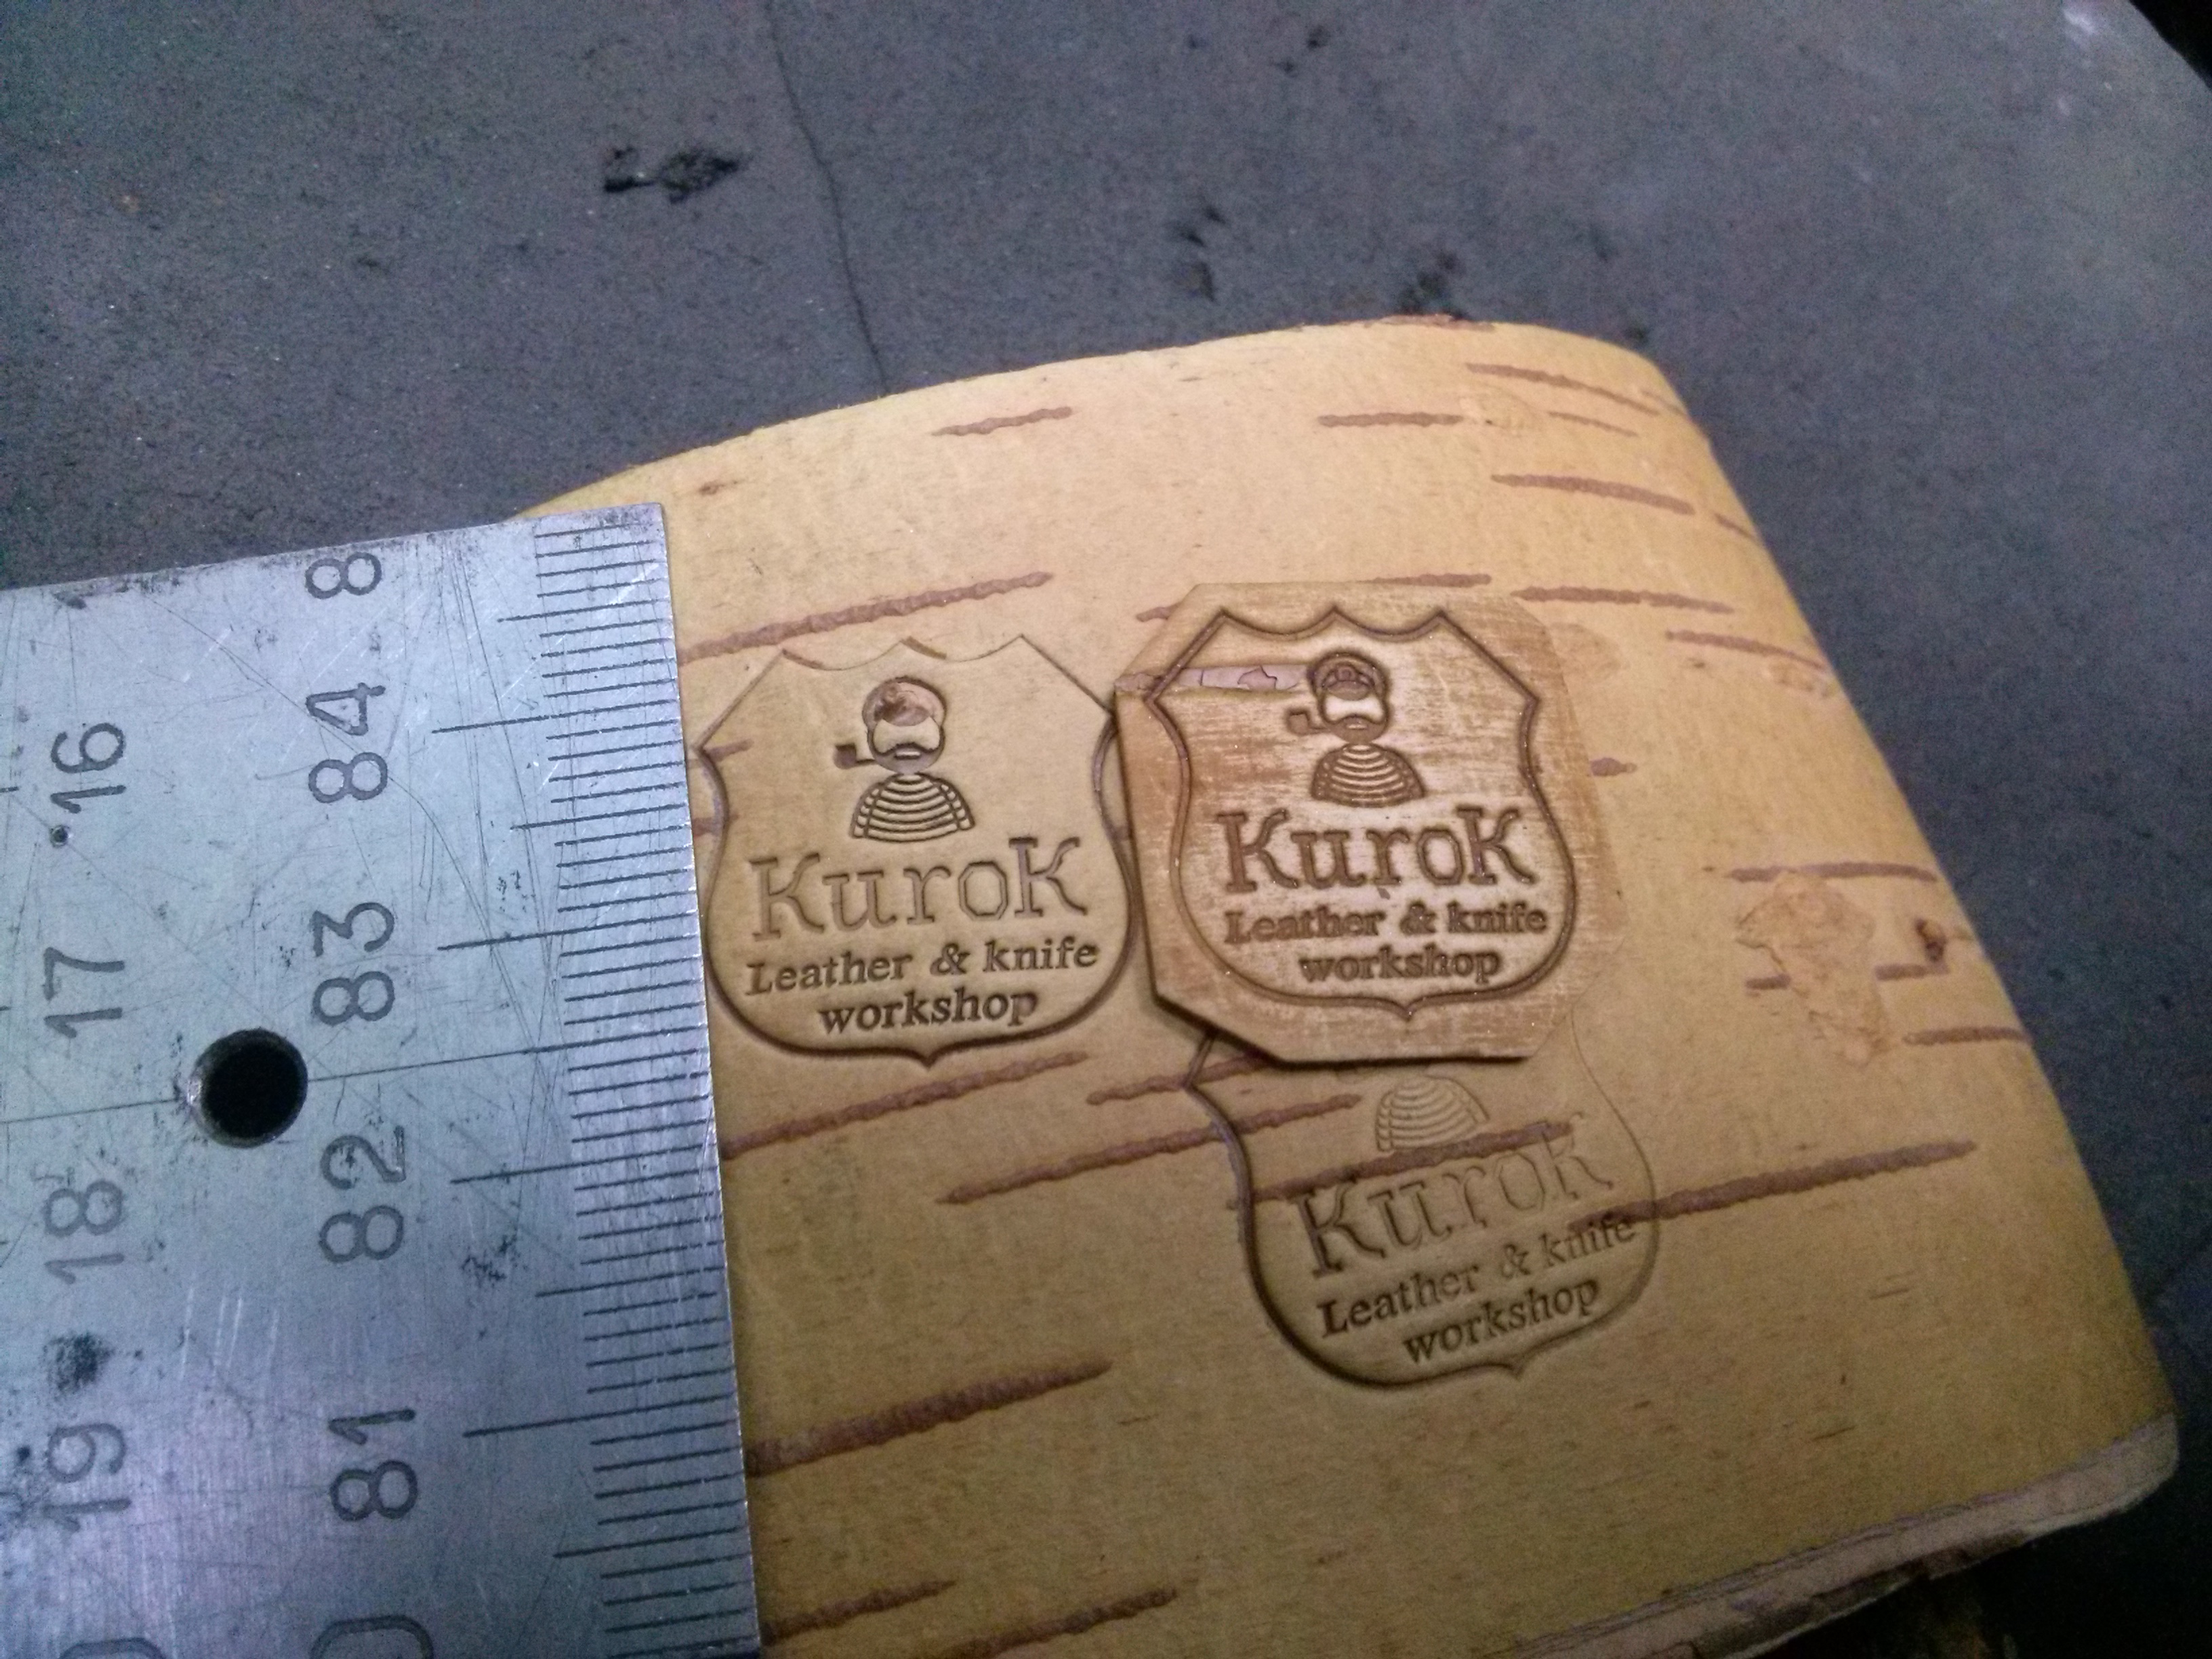 8
84
83
82
81
16
17
18
19
KuroK
Leather & knife
workshop
KuroK
Leather & knife
workshop
KuroK
Leather & knife
workshop